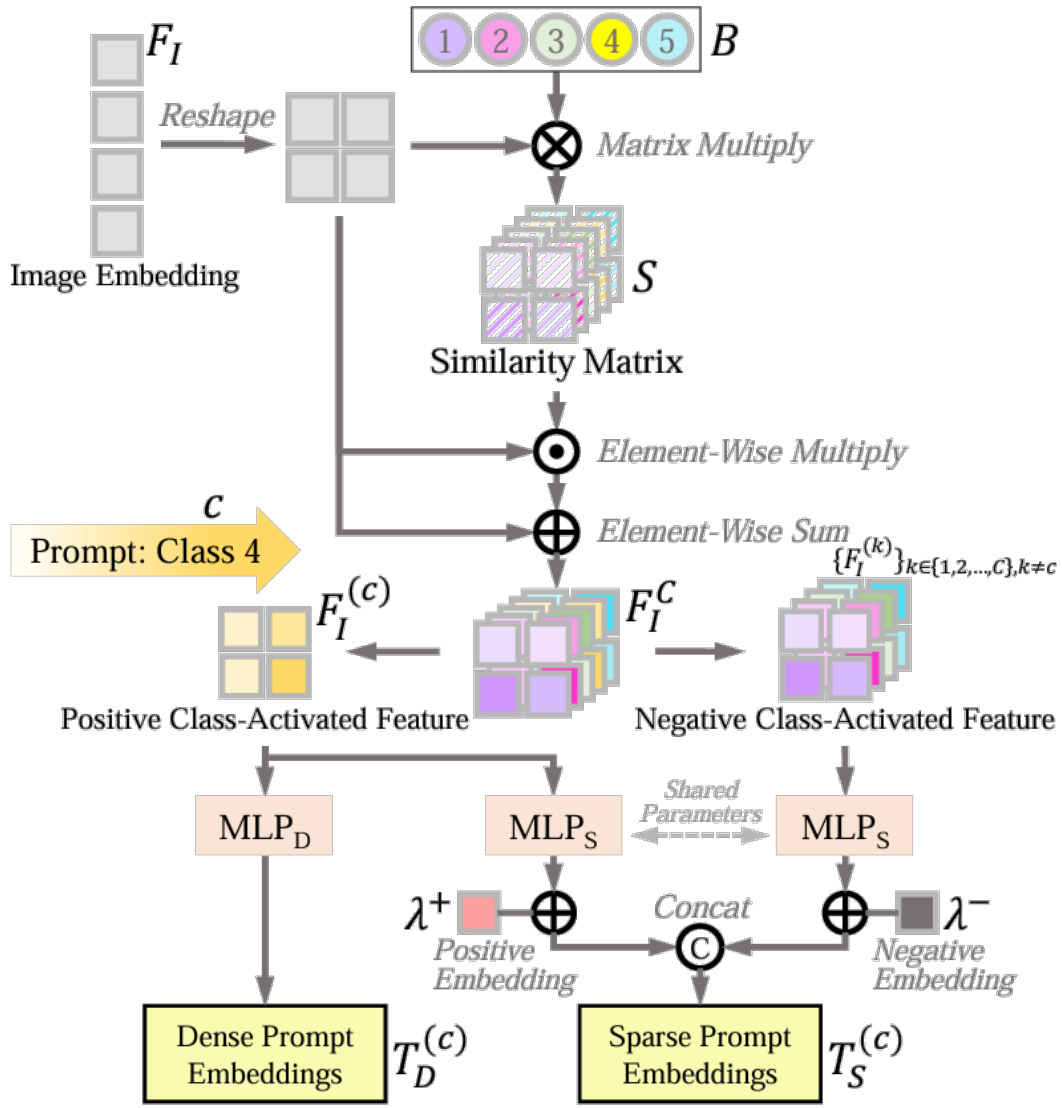 F_I
1 2 3 4 5 B
Reshape
Matrix Multiply
Image Embedding
S
Similarity Matrix
Element-Wise Multiply
c
Element-Wise Sum
Prompt: Class 4
{F_I^{(k)}}_{k∈{1,2,…,C},k≠c}
F_I^{(c)}
F_I^C
Positive Class-Activated Feature
Negative Class-Activated Feature
Shared
Parameters
MLP_D
MLP_S
MLP_S
λ^+
Concat
λ^−
C
Positive
Embedding
Negative
Embedding
Dense Prompt
Embeddings
T_D^{(c)}
Sparse Prompt
Embeddings
T_S^{(c)}